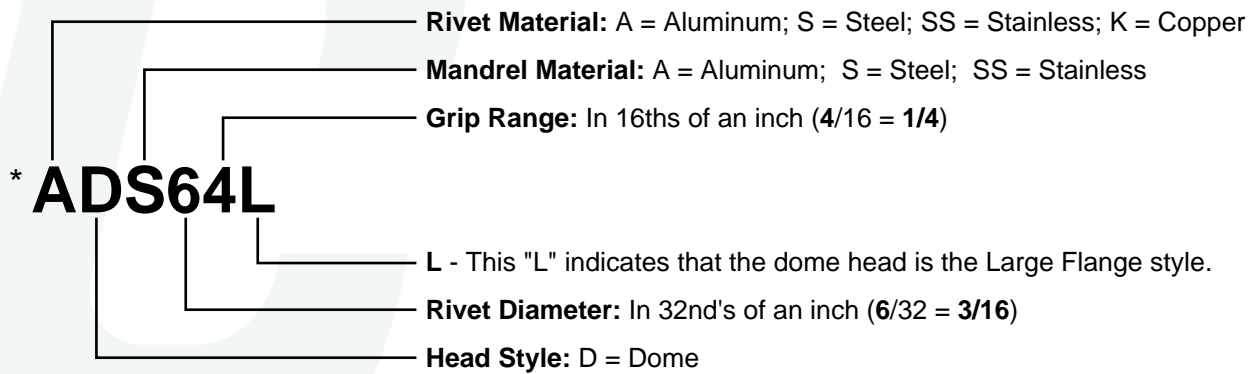 Rivet Material: A = Aluminum; S = Steel; SS = Stainless; K = Copper
Mandrel Material: A = Aluminum; S = Steel; SS = Stainless
Grip Range: In 16ths of an inch (4/16 = 1/4)
* ADS64L
L - This "L" indicates that the dome head is the Large Flange style.
Rivet Diameter: In 32nd's of an inch (6/32 = 3/16)
Head Style: D = Dome